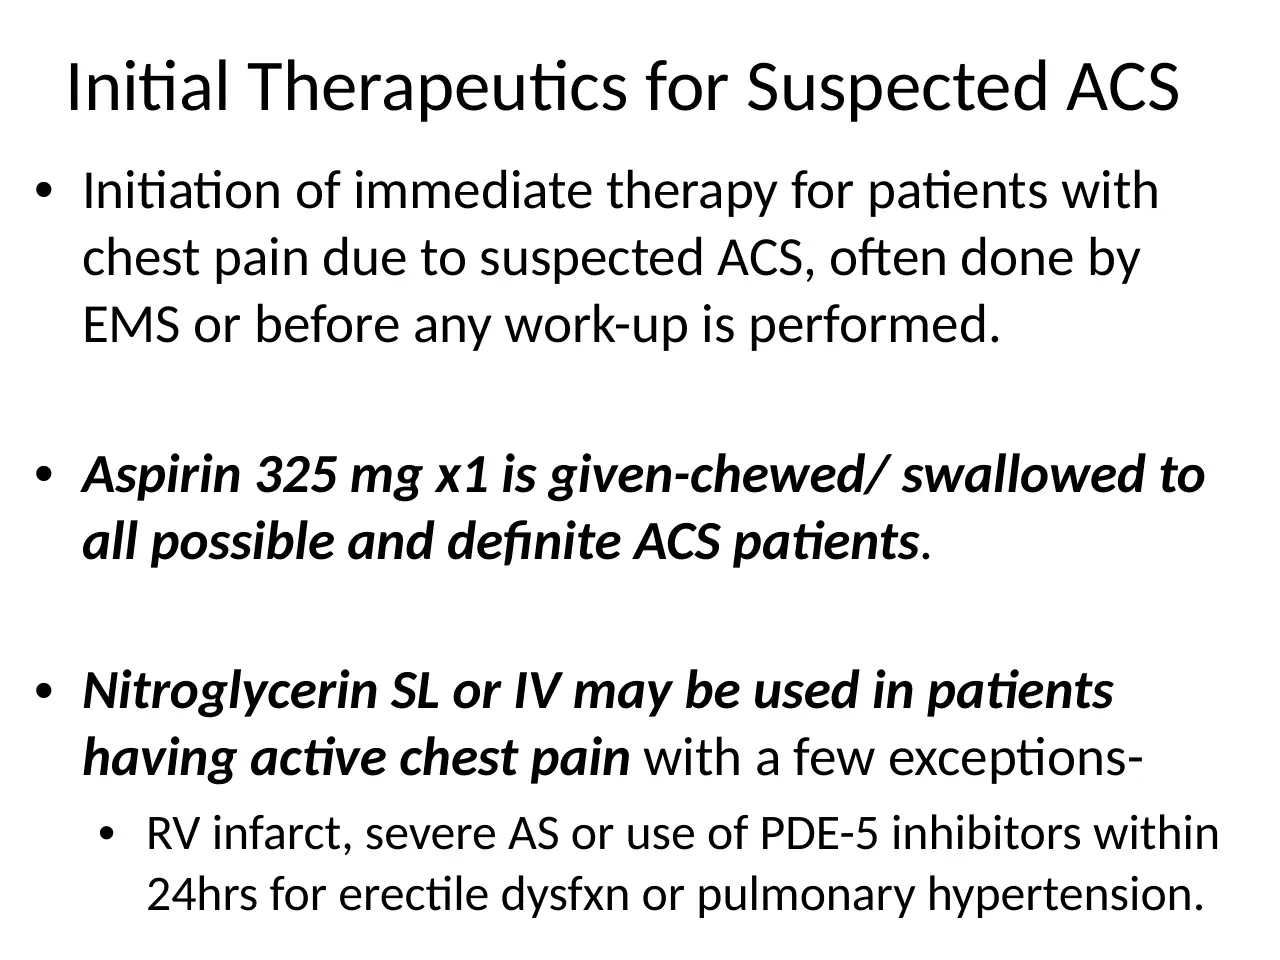 Initial Therapeutics for Suspected ACS
• Initiation of immediate therapy for patients with
chest pain due to suspected ACS, often done by
EMS or before any work-up is performed.
• Aspirin 325 mg x1 is given-chewed/ swallowed to
all possible and definite ACS patients.
• Nitroglycerin SL or IV may be used in patients
having active chest pain with a few exceptions-
• RV infarct, severe AS or use of PDE-5 inhibitors within
24hrs for erectile dysfxn or pulmonary hypertension.